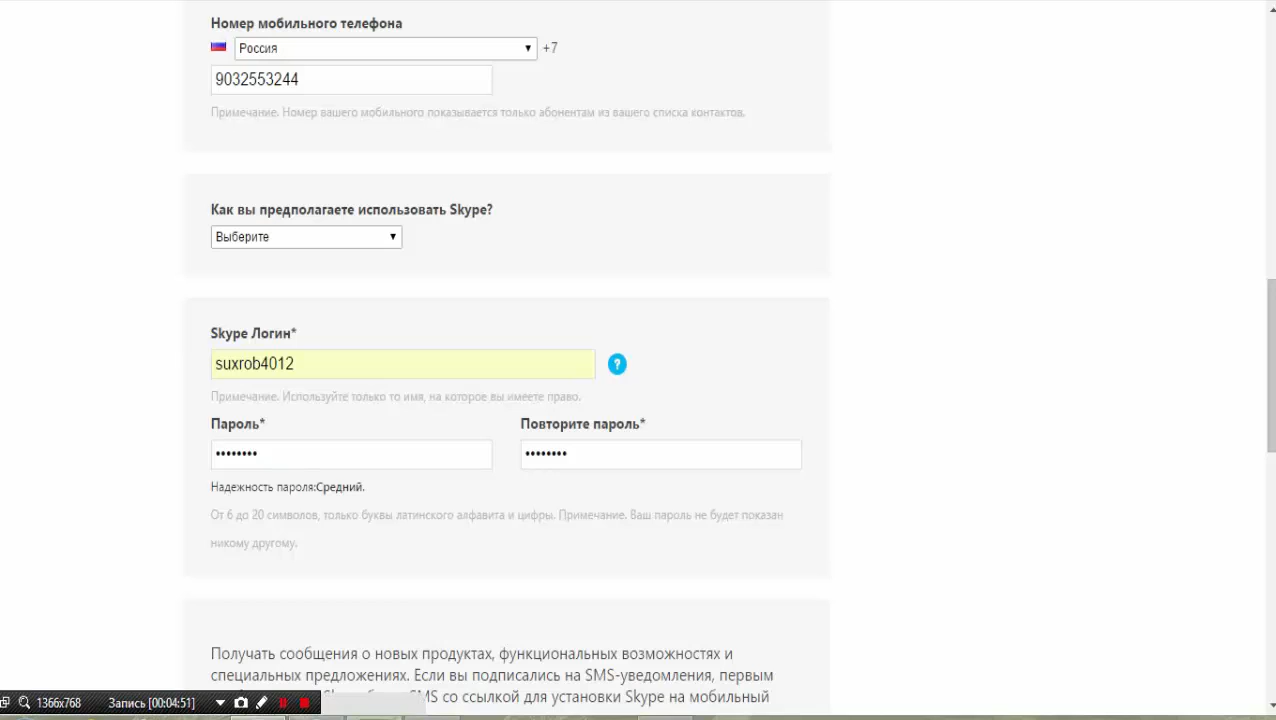 Номер мобильного телефона
Россия +7
9032553244
Примечание. Номер вашего мобильного показывается только абонентам из вашего списка контактов.
Как вы предполагаете использовать Skype?
Выберите
Skype Логин*
suxrob4012
?
Примечание. Используйте только то имя, на которое вы имеете право.
Пароль* Повторите пароль*
•••••••• ••••••••
Надежность пароля:Средний.
От 6 до 20 символов, только буквы латинского алфавита и цифры. Примечание. Ваш пароль не будет показан
никому другому.
Получать сообщения о новых продуктах, функциональных возможностях и
специальных предложениях. Если вы подписались на SMS-уведомления, первым
SMS со ссылкой для установки Skype на мобильный
1366x768 Запись [00:04:51]